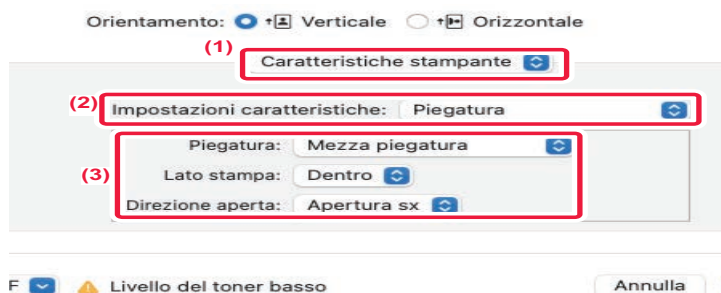 Orientamento: Verticale Orizzontale
(1)
Caratteristiche stampante
(2) Impostazioni caratteristiche: Piegatura
Piegatura: Mezza piegatura
(3) Lato stampa: Dentro
Direzione aperta: Apertura sx
F Livello del toner basso Annulla